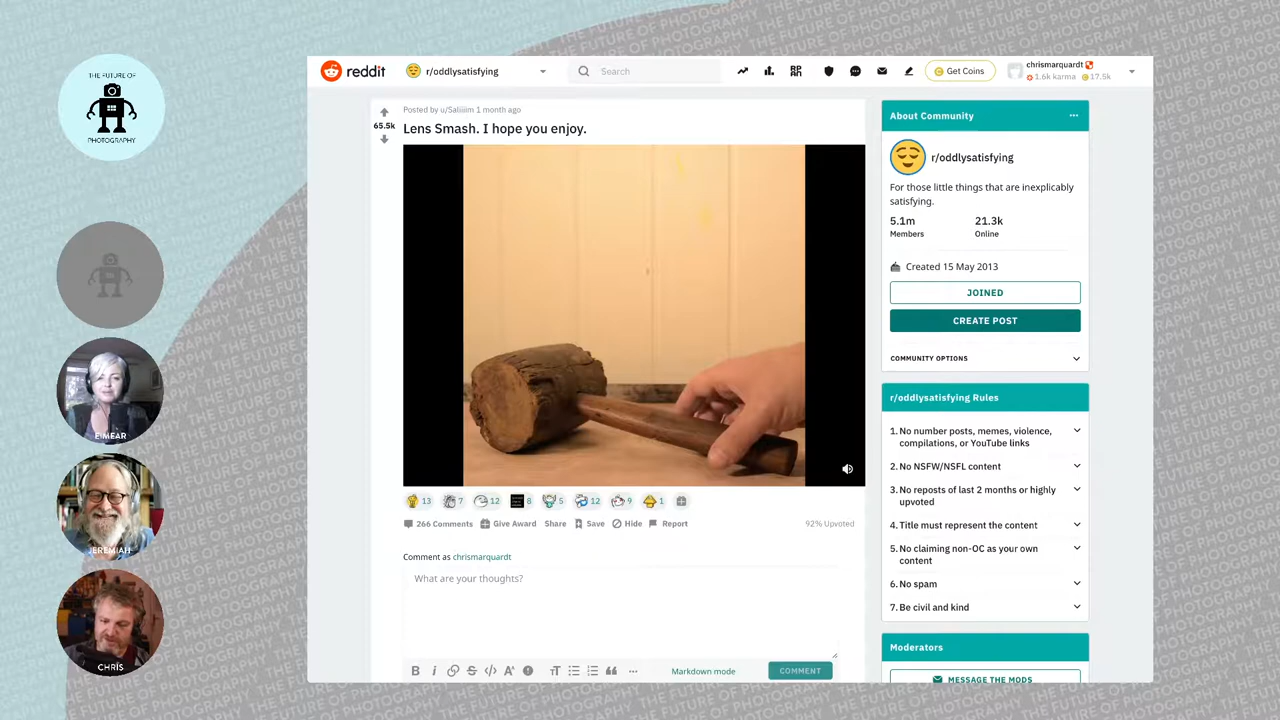 THE FUTURE OF
PHOTOGRAPHY
EIMEAR
JEREMIAH
CHRIS
reddit
r/oddlysatisfying
Search
Get Coins
chrismarquardt
1.6k karma
17.5k
65.5k
Posted by u/Saliiiim 1 month ago
Lens Smash. I hope you enjoy.
13
7
12
8
5
12
9
1
266 Comments
Give Award
Share
Save
Hide
Report
92% Upvoted
Comment as chrismarquardt
What are your thoughts?
Markdown mode
COMMENT
About Community
r/oddlysatisfying
For those little things that are inexplicably
satisfying.
5.1m
21.3k
Members
Online
Created 15 May 2013
JOINED
CREATE POST
COMMUNITY OPTIONS
r/oddlysatisfying Rules
1. No number posts, memes, violence,
compilations, or YouTube links
2. No NSFW/NSFL content
3. No reposts of last 2 months or highly
upvoted
4. Title must represent the content
5. No claiming non-OC as your own
content
6. No spam
7. Be civil and kind
Moderators
MESSAGE THE MODS